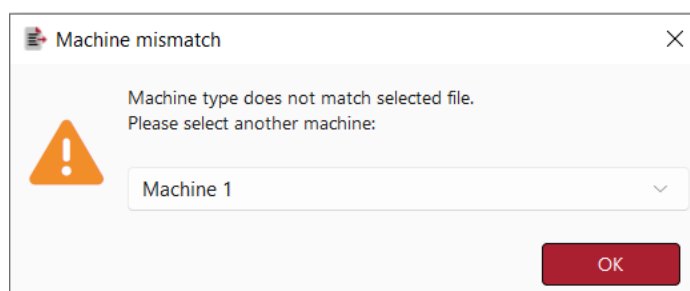 Machine mismatch
Machine type does not match selected file.
Please select another machine:
Machine 1
OK